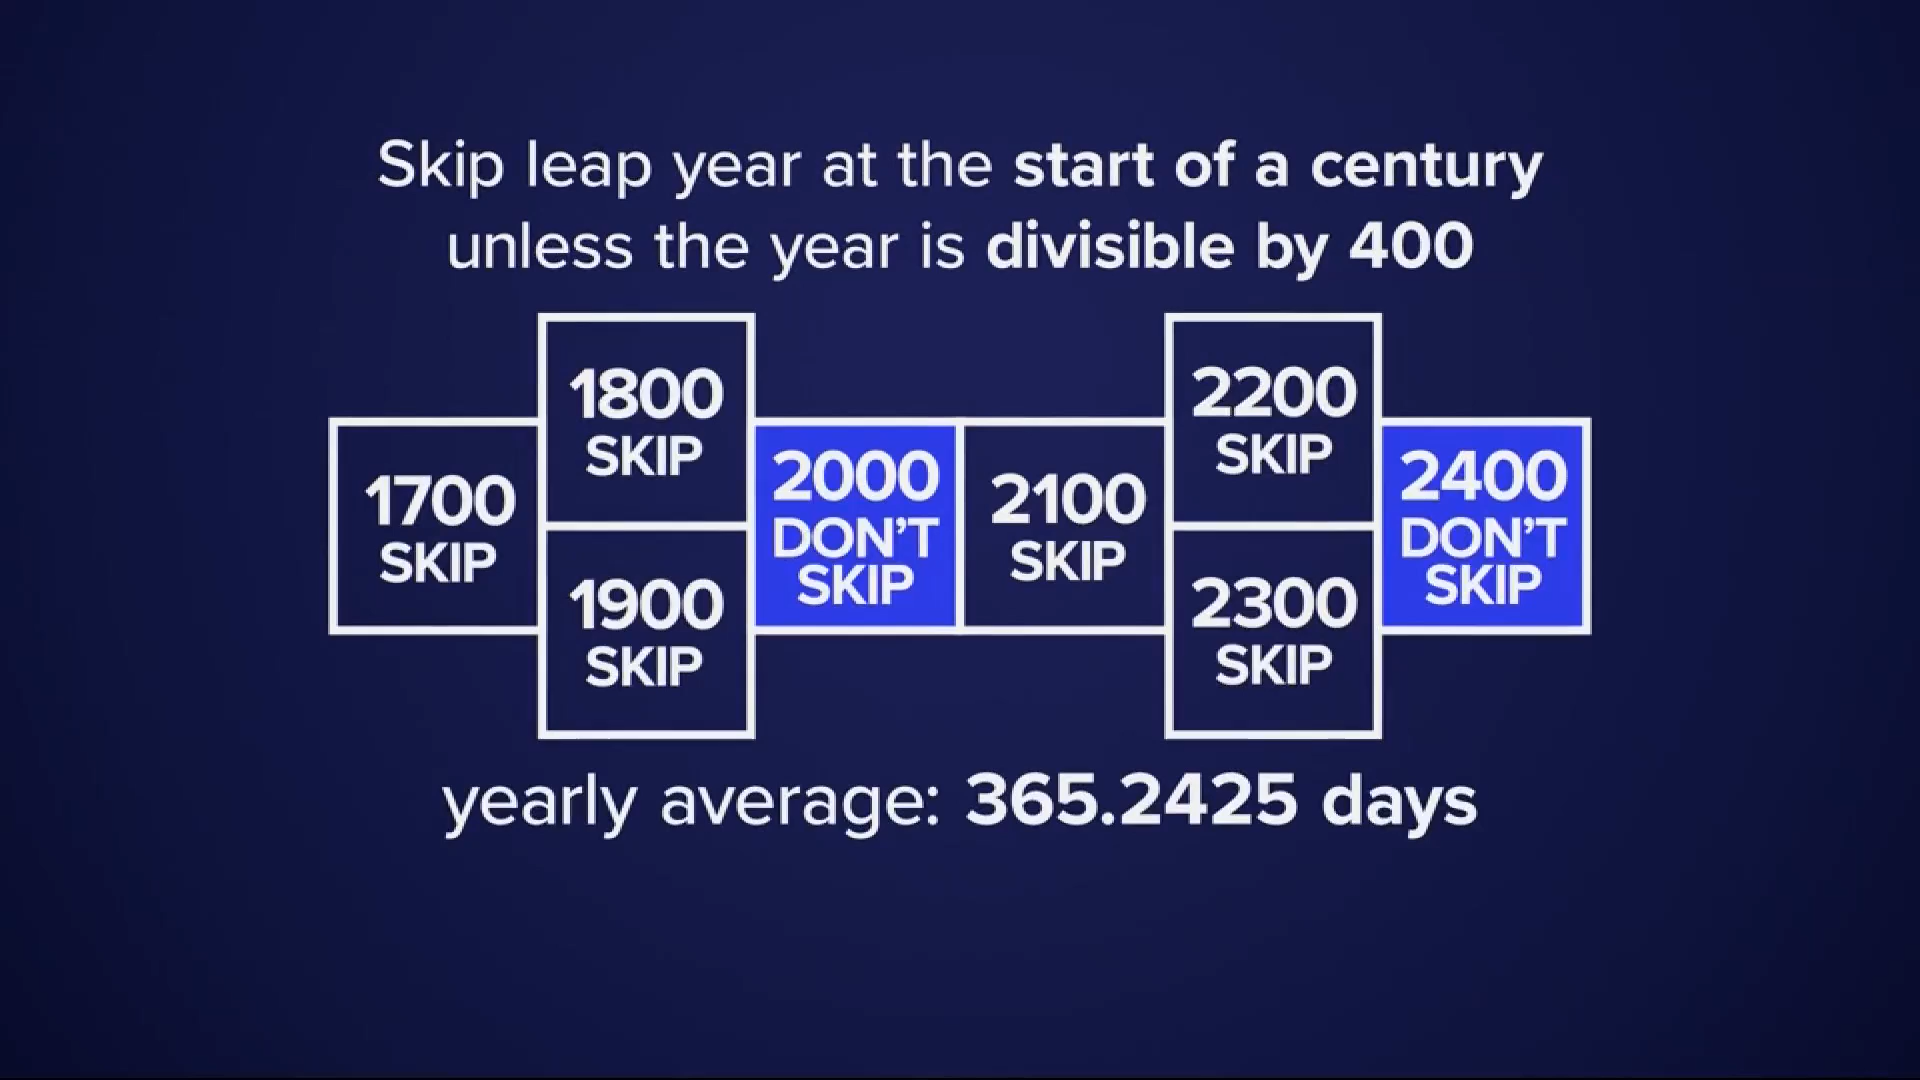 Skip leap year at the start of a century
unless the year is divisible by 400
1700
SKIP
1800
SKIP
1900
SKIP
2000
DON'T
SKIP
2100
SKIP
2200
SKIP
2300
SKIP
2400
DON'T
SKIP
yearly average: 365.2425 days